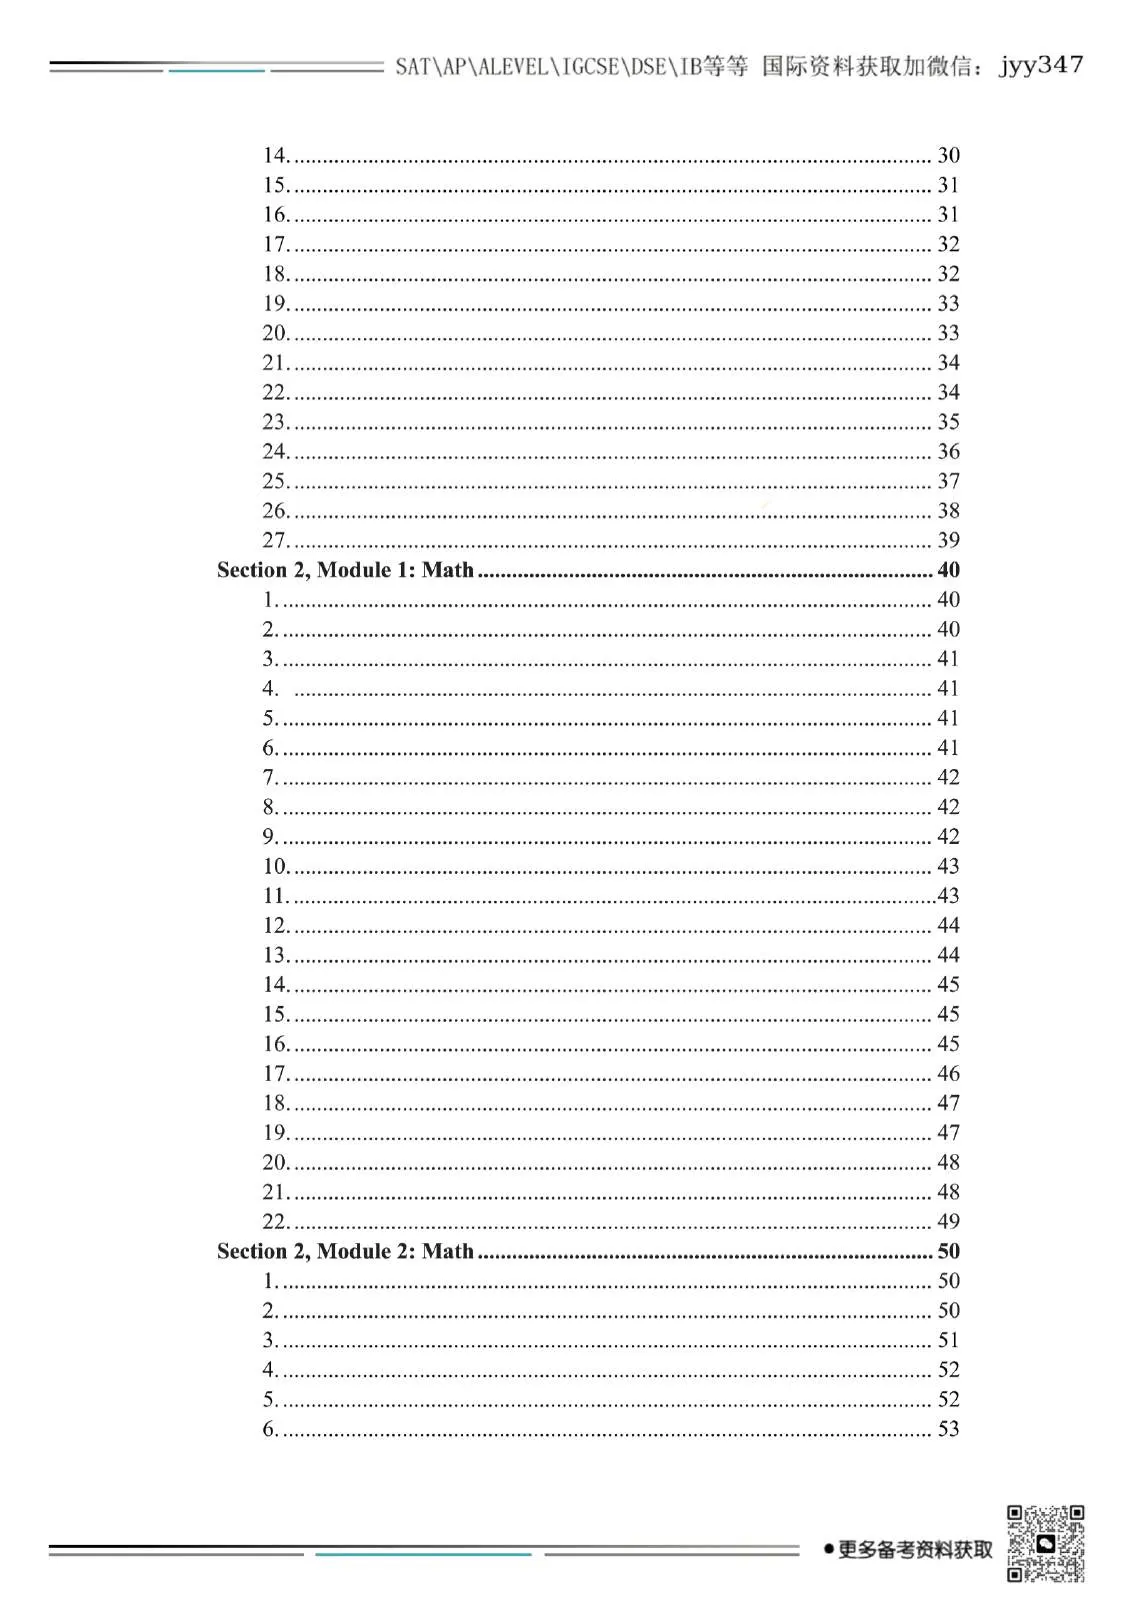 SAT\AP\ALEVEL\IGCSE\DSE\IB等等 国际资料获取加微信： jyy347
14. ........ 30
15. ........ 31
16. ........ 31
17. ........ 32
18. ........ 32
19. ........ 33
20. ........ 33
21. ........ 34
22. ........ 34
23. ........ 35
24. ........ 36
25. ........ 37
26. ........ 38
27. ........ 39
Section 2, Module 1: Math ........ 40
1. ........ 40
2. ........ 40
3. ........ 41
4. ........ 41
5. ........ 41
6. ........ 41
7. ........ 42
8. ........ 42
9. ........ 42
10. ........ 43
11. ........ 43
12. ........ 44
13. ........ 44
14. ........ 45
15. ........ 45
16. ........ 45
17. ........ 46
18. ........ 47
19. ........ 47
20. ........ 48
21. ........ 48
22. ........ 49
Section 2, Module 2: Math ........ 50
1. ........ 50
2. ........ 50
3. ........ 51
4. ........ 52
5. ........ 52
6. ........ 53
●更多备考资料获取